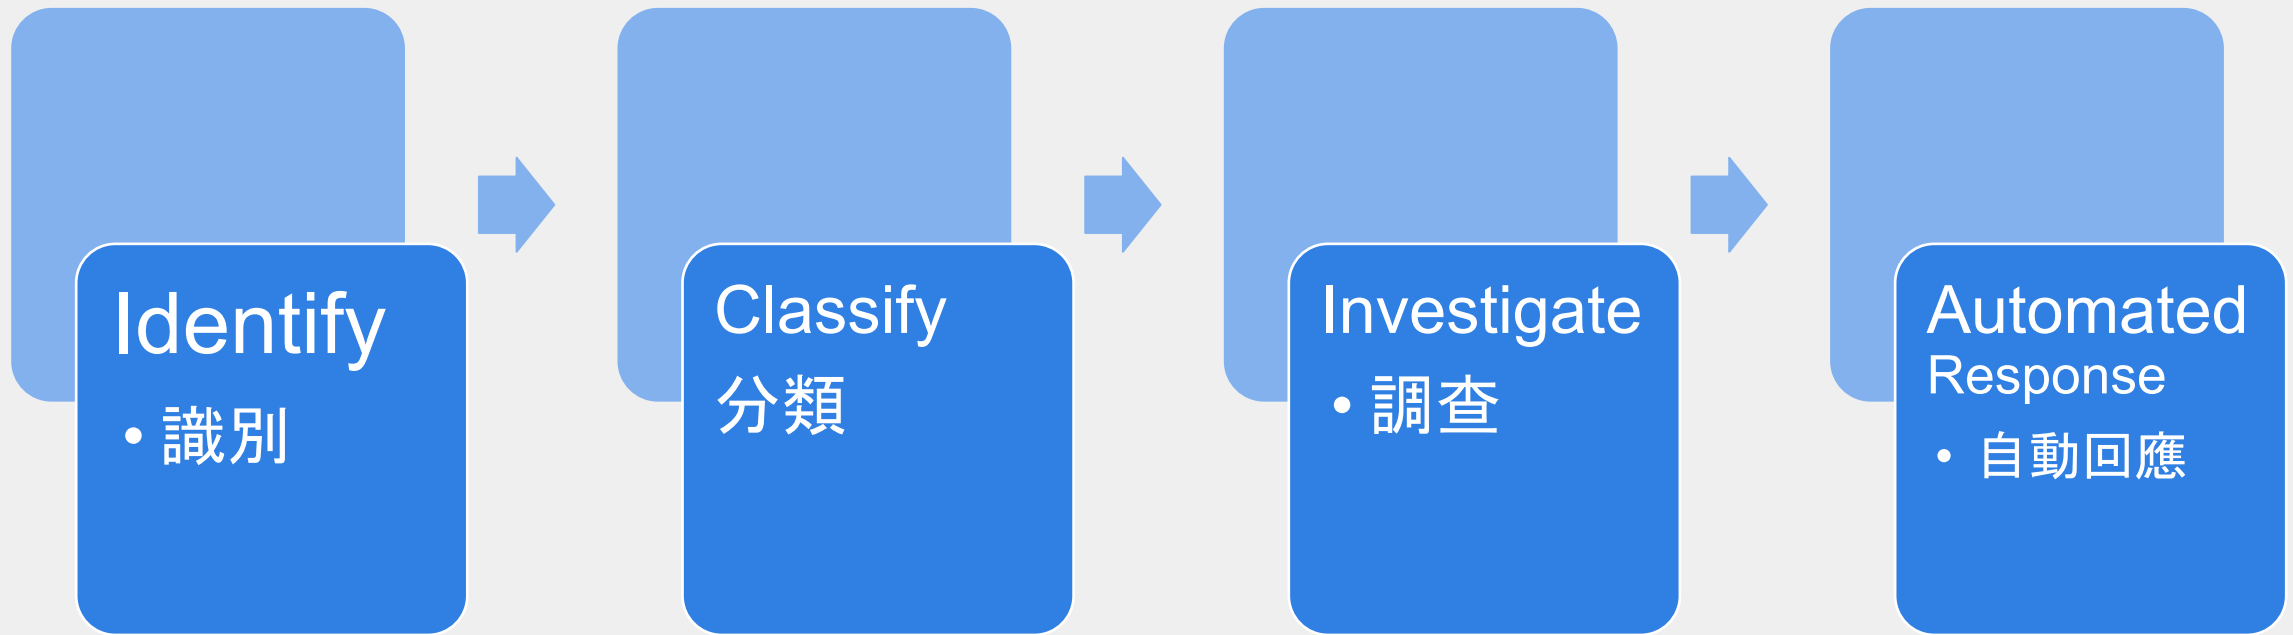 Identify
• 識別
Classify
分類
Investigate
• 調查
Automated
Response
• 自動回應